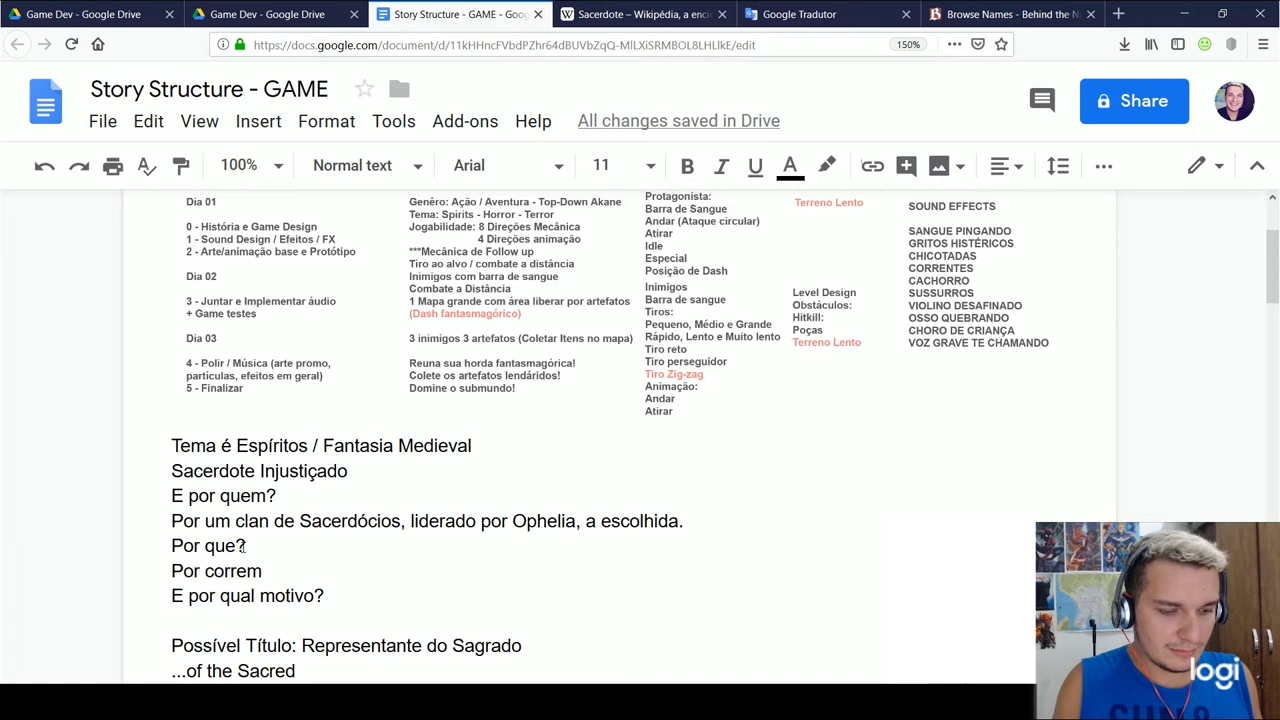 Game Dev - Google Drive
Game Dev - Google Drive
Story Structure - GAME - Goog
Sacerdote – Wikipédia, a enci
Google Tradutor
Browse Names - Behind the N
https://docs.google.com/document/d/11kHHncFVbdPZhr64dBUVbZqQ-MlLXiSRMBOL8LHLIkE/edit
150%
Story Structure - GAME
Share
File Edit View Insert Format Tools Add-ons Help All changes saved in Drive
100% Normal text Arial 11 B I U A
Dia 01
0 - História e Game Design
1 - Sound Design / Efeitos / FX
2 - Arte/animação base e Protótipo
Dia 02
3 - Juntar e Implementar áudio
+ Game testes
Dia 03
4 - Polir / Música (arte promo,
partículas, efeitos em geral)
5 - Finalizar
Genêro: Ação / Aventura - Top-Down Akane
Tema: Spirits - Horror - Terror
Jogabilidade: 8 Direções Mecânica
4 Direções animação
***Mecânica de Follow up
Tiro ao alvo / combate a distância
Inimigos com barra de sangue
Combate a Distância
1 Mapa grande com área liberar por artefatos
(Dash fantasmagórico)
3 inimigos 3 artefatos (Coletar Itens no mapa)
Reuna sua horda fantasmagórica!
Colete os artefatos lendáridos!
Domine o submundo!
Protagonista:
Barra de Sangue
Andar (Ataque circular)
Atirar
Idle
Especial
Posição de Dash
Inimigos
Barra de sangue
Tiros:
Pequeno, Médio e Grande
Rápido, Lento e Muito lento
Tiro reto
Tiro perseguidor
Tiro Zig-zag
Animação:
Andar
Atirar
Terreno Lento
Level Design
Obstáculos:
Hitkill:
Poças
Terreno Lento
SOUND EFFECTS
SANGUE PINGANDO
GRITOS HISTÉRICOS
CHICOTADAS
CORRENTES
CACHORRO
SUSSURROS
VIOLINO DESAFINADO
OSSO QUEBRANDO
CHORO DE CRIANÇA
VOZ GRAVE TE CHAMANDO
Tema é Espíritos / Fantasia Medieval
Sacerdote Injustiçado
E por quem?
Por um clan de Sacerdócios, liderado por Ophelia, a escolhida.
Por que?
Por correm
E por qual motivo?
Possível Título: Representante do Sagrado
...of the Sacred
logi